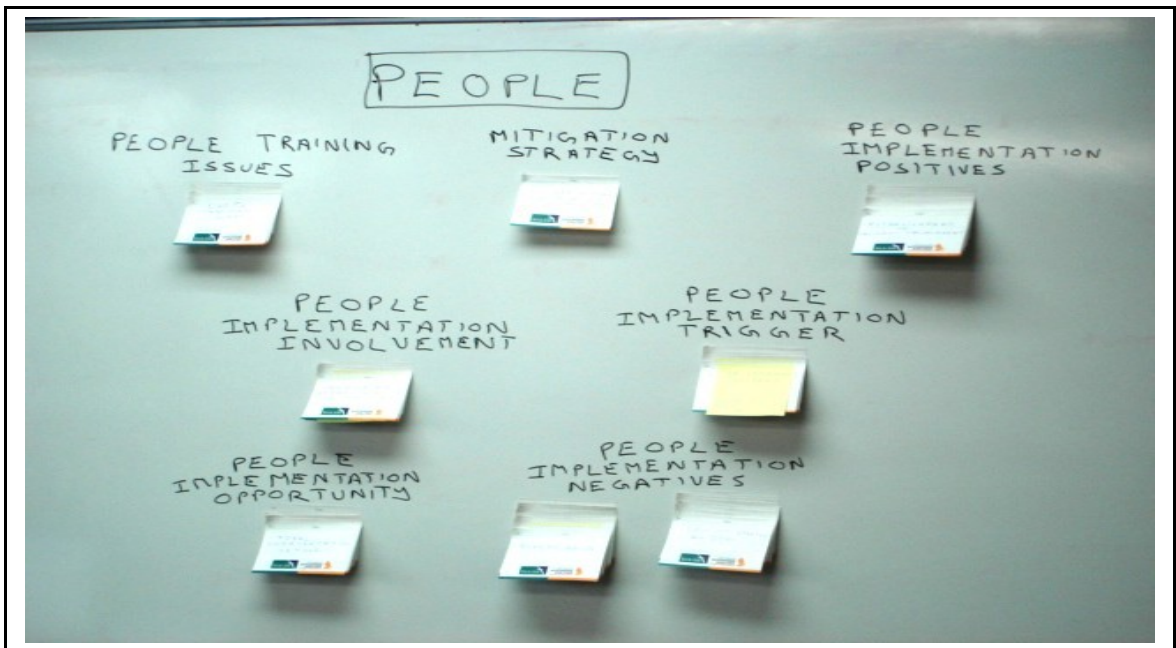 PEOPLE
PEOPLE TRAINING
ISSUES
MITIGATION
STRATEGY
PEOPLE
IMPLEMENTATION
POSITIVES
PEOPLE
IMPLEMENTATION
INVOLVEMENT
PEOPLE
IMPLEMENTATION
TRIGGER
PEOPLE
IMPLEMENTATION
OPPORTUNITY
PEOPLE
IMPLEMENTATION
NEGATIVES